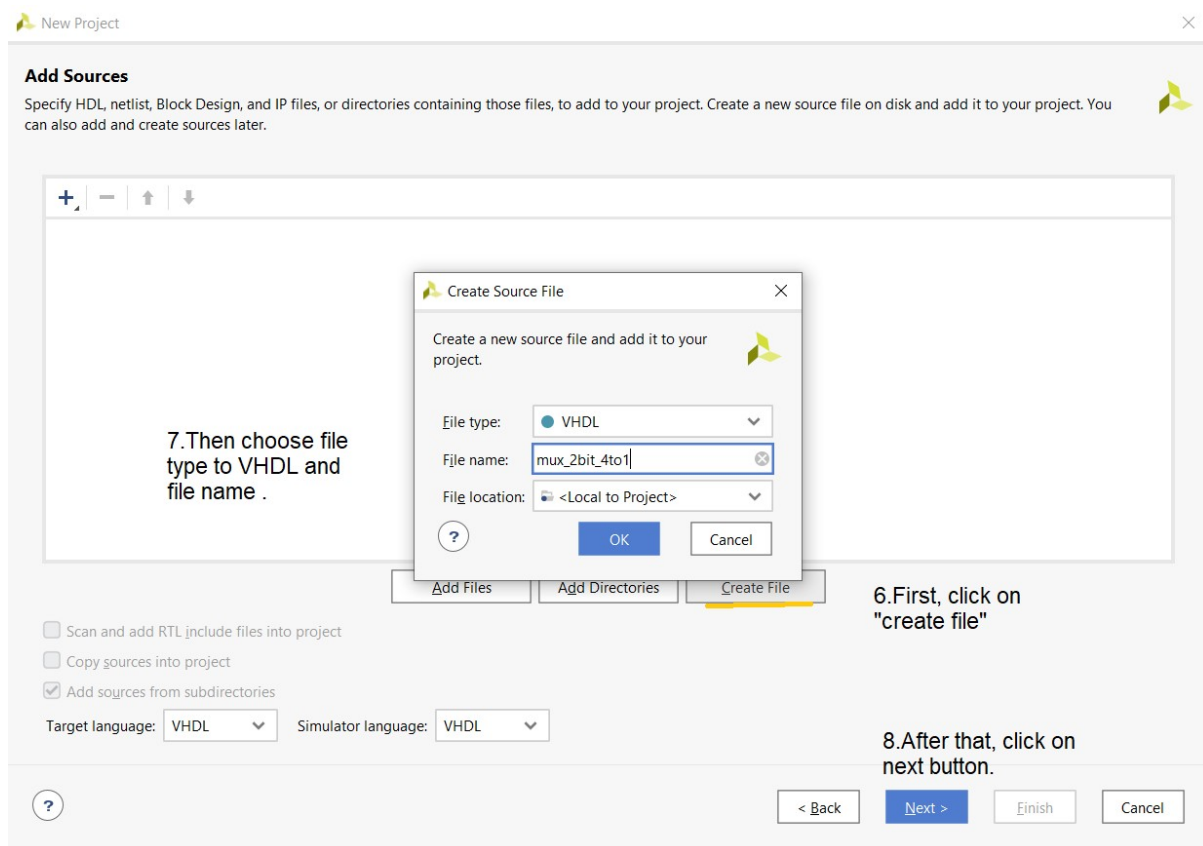 New Project
Add Sources
Specify HDL, netlist, Block Design, and IP files, or directories containing those files, to add to your project. Create a new source file on disk and add it to your project. You
can also add and create sources later.
Create Source File
Create a new source file and add it to your
project.
File type:
VHDL
File name:
mux_2bit_4to1
File location:
<Local to Project>
?
OK
Cancel
7.Then choose file
type to VHDL and
file name .
Add Files
Add Directories
Create File
6.First, click on
"create file"
Scan and add RTL include files into project
Copy sources into project
Add sources from subdirectories
Target language:
VHDL
Simulator language:
VHDL
8.After that, click on
next button.
?
< Back
Next >
Finish
Cancel